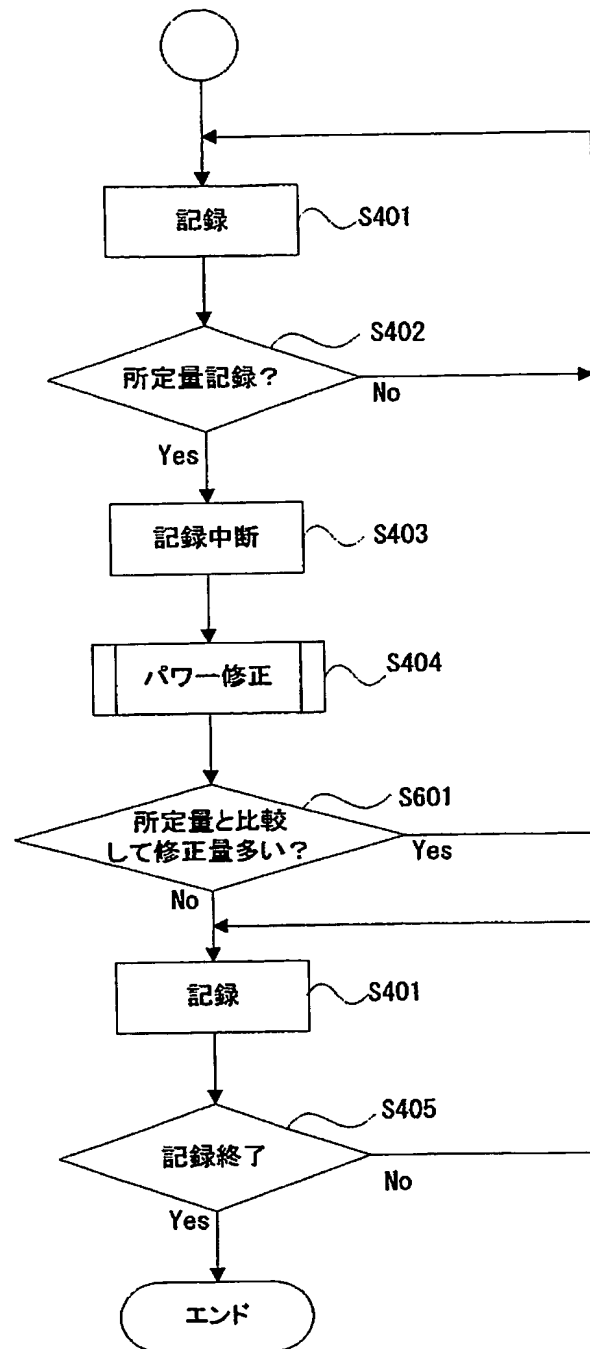 記録
S401
S402
所定量記録？
No
Yes
記録中断
S403
パワー修正
S404
S601
所定量と比較
して修正量多い？
Yes
No
記録
S401
S405
記録終了
No
Yes
エンド